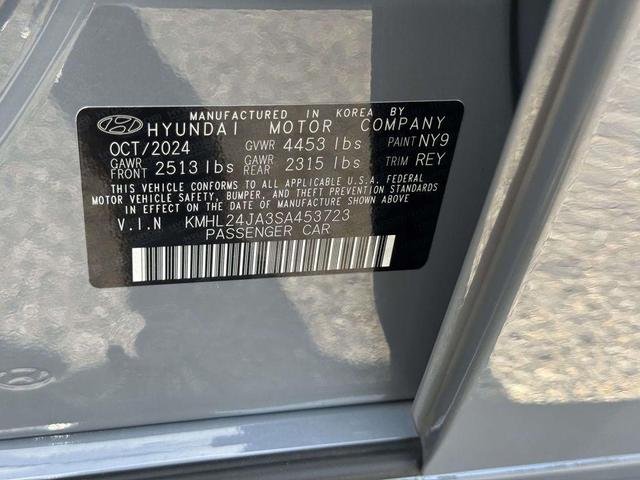 MANUFACTURED IN KOREA BY
HYUNDAI MOTOR COMPANY
OCT/2024 GVWR 4453 lbs PAINT NY9
GAWR FRONT 2513 lbs GAWR REAR 2315 lbs TRIM REY
THIS VEHICLE CONFORMS TO ALL APPLICABLE FEDERAL
MOTOR VEHICLE SAFETY, BUMPER, AND THEFT PREVENTION STANDARDS
IN EFFECT ON THE DATE OF MANUFACTURE SHOWN ABOVE
V.I.N KMHL24JA3SA453723
PASSENGER CAR